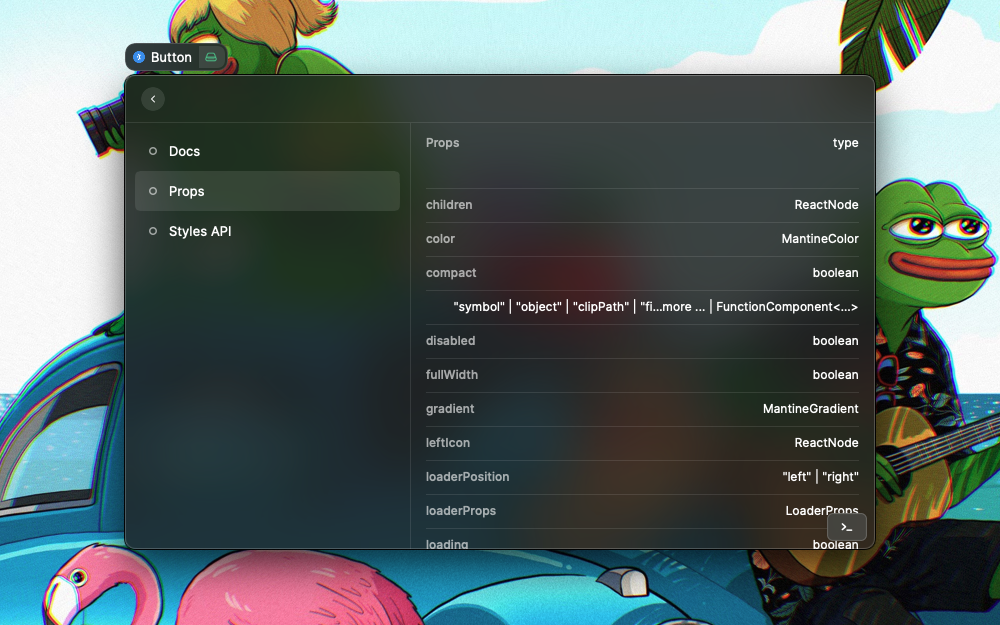 Button
Docs
Props
Styles API
Props type
children ReactNode
color MantineColor
compact boolean
"symbol" | "object" | "clipPath" | "fi...more ... | FunctionComponent<...>
disabled boolean
fullWidth boolean
gradient MantineGradient
leftIcon ReactNode
loaderPosition "left" | "right"
loaderProps LoaderProps
loading boolean